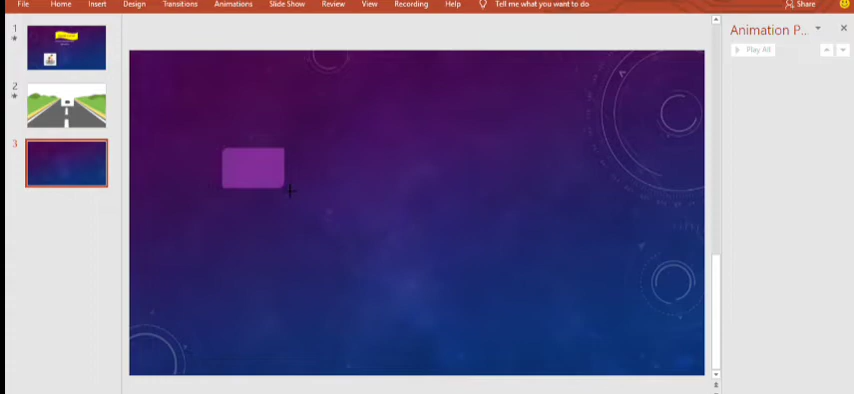 File Home Insert Design Transitions Animations Slide Show Review View Recording Help Tell me what you want to do Share
Animation P...
Play All
1
2
3